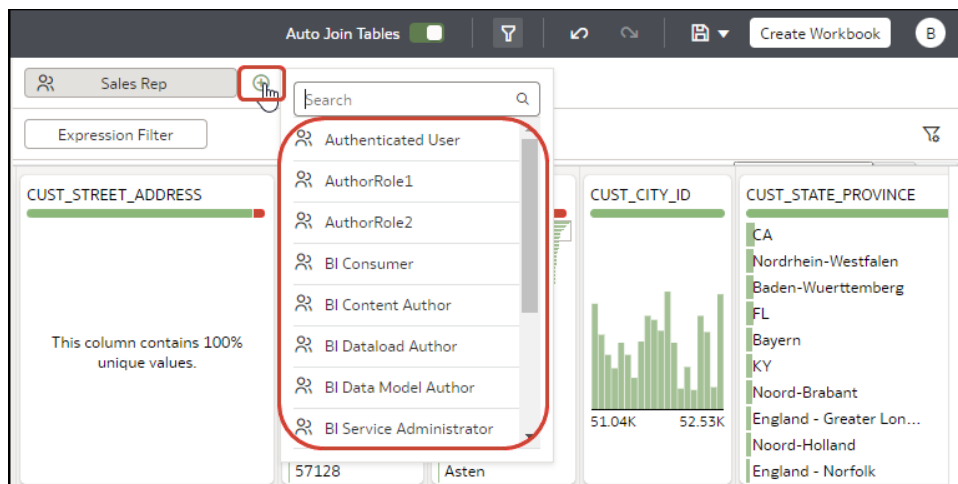 Auto Join Tables
Create Workbook
B
Sales Rep
Search
Expression Filter
Authenticated User
AuthorRole1
AuthorRole2
BI Consumer
BI Content Author
BI Dataload Author
BI Data Model Author
BI Service Administrator
CUST_STREET_ADDRESS
This column contains 100%
unique values.
57128
Asten
CUST_CITY_ID
51.04K
52.53K
CUST_STATE_PROVINCE
CA
Nordrhein-Westfalen
Baden-Wuerttemberg
FL
Bayern
KY
Noord-Brabant
England - Greater Lon...
Noord-Holland
England - Norfolk